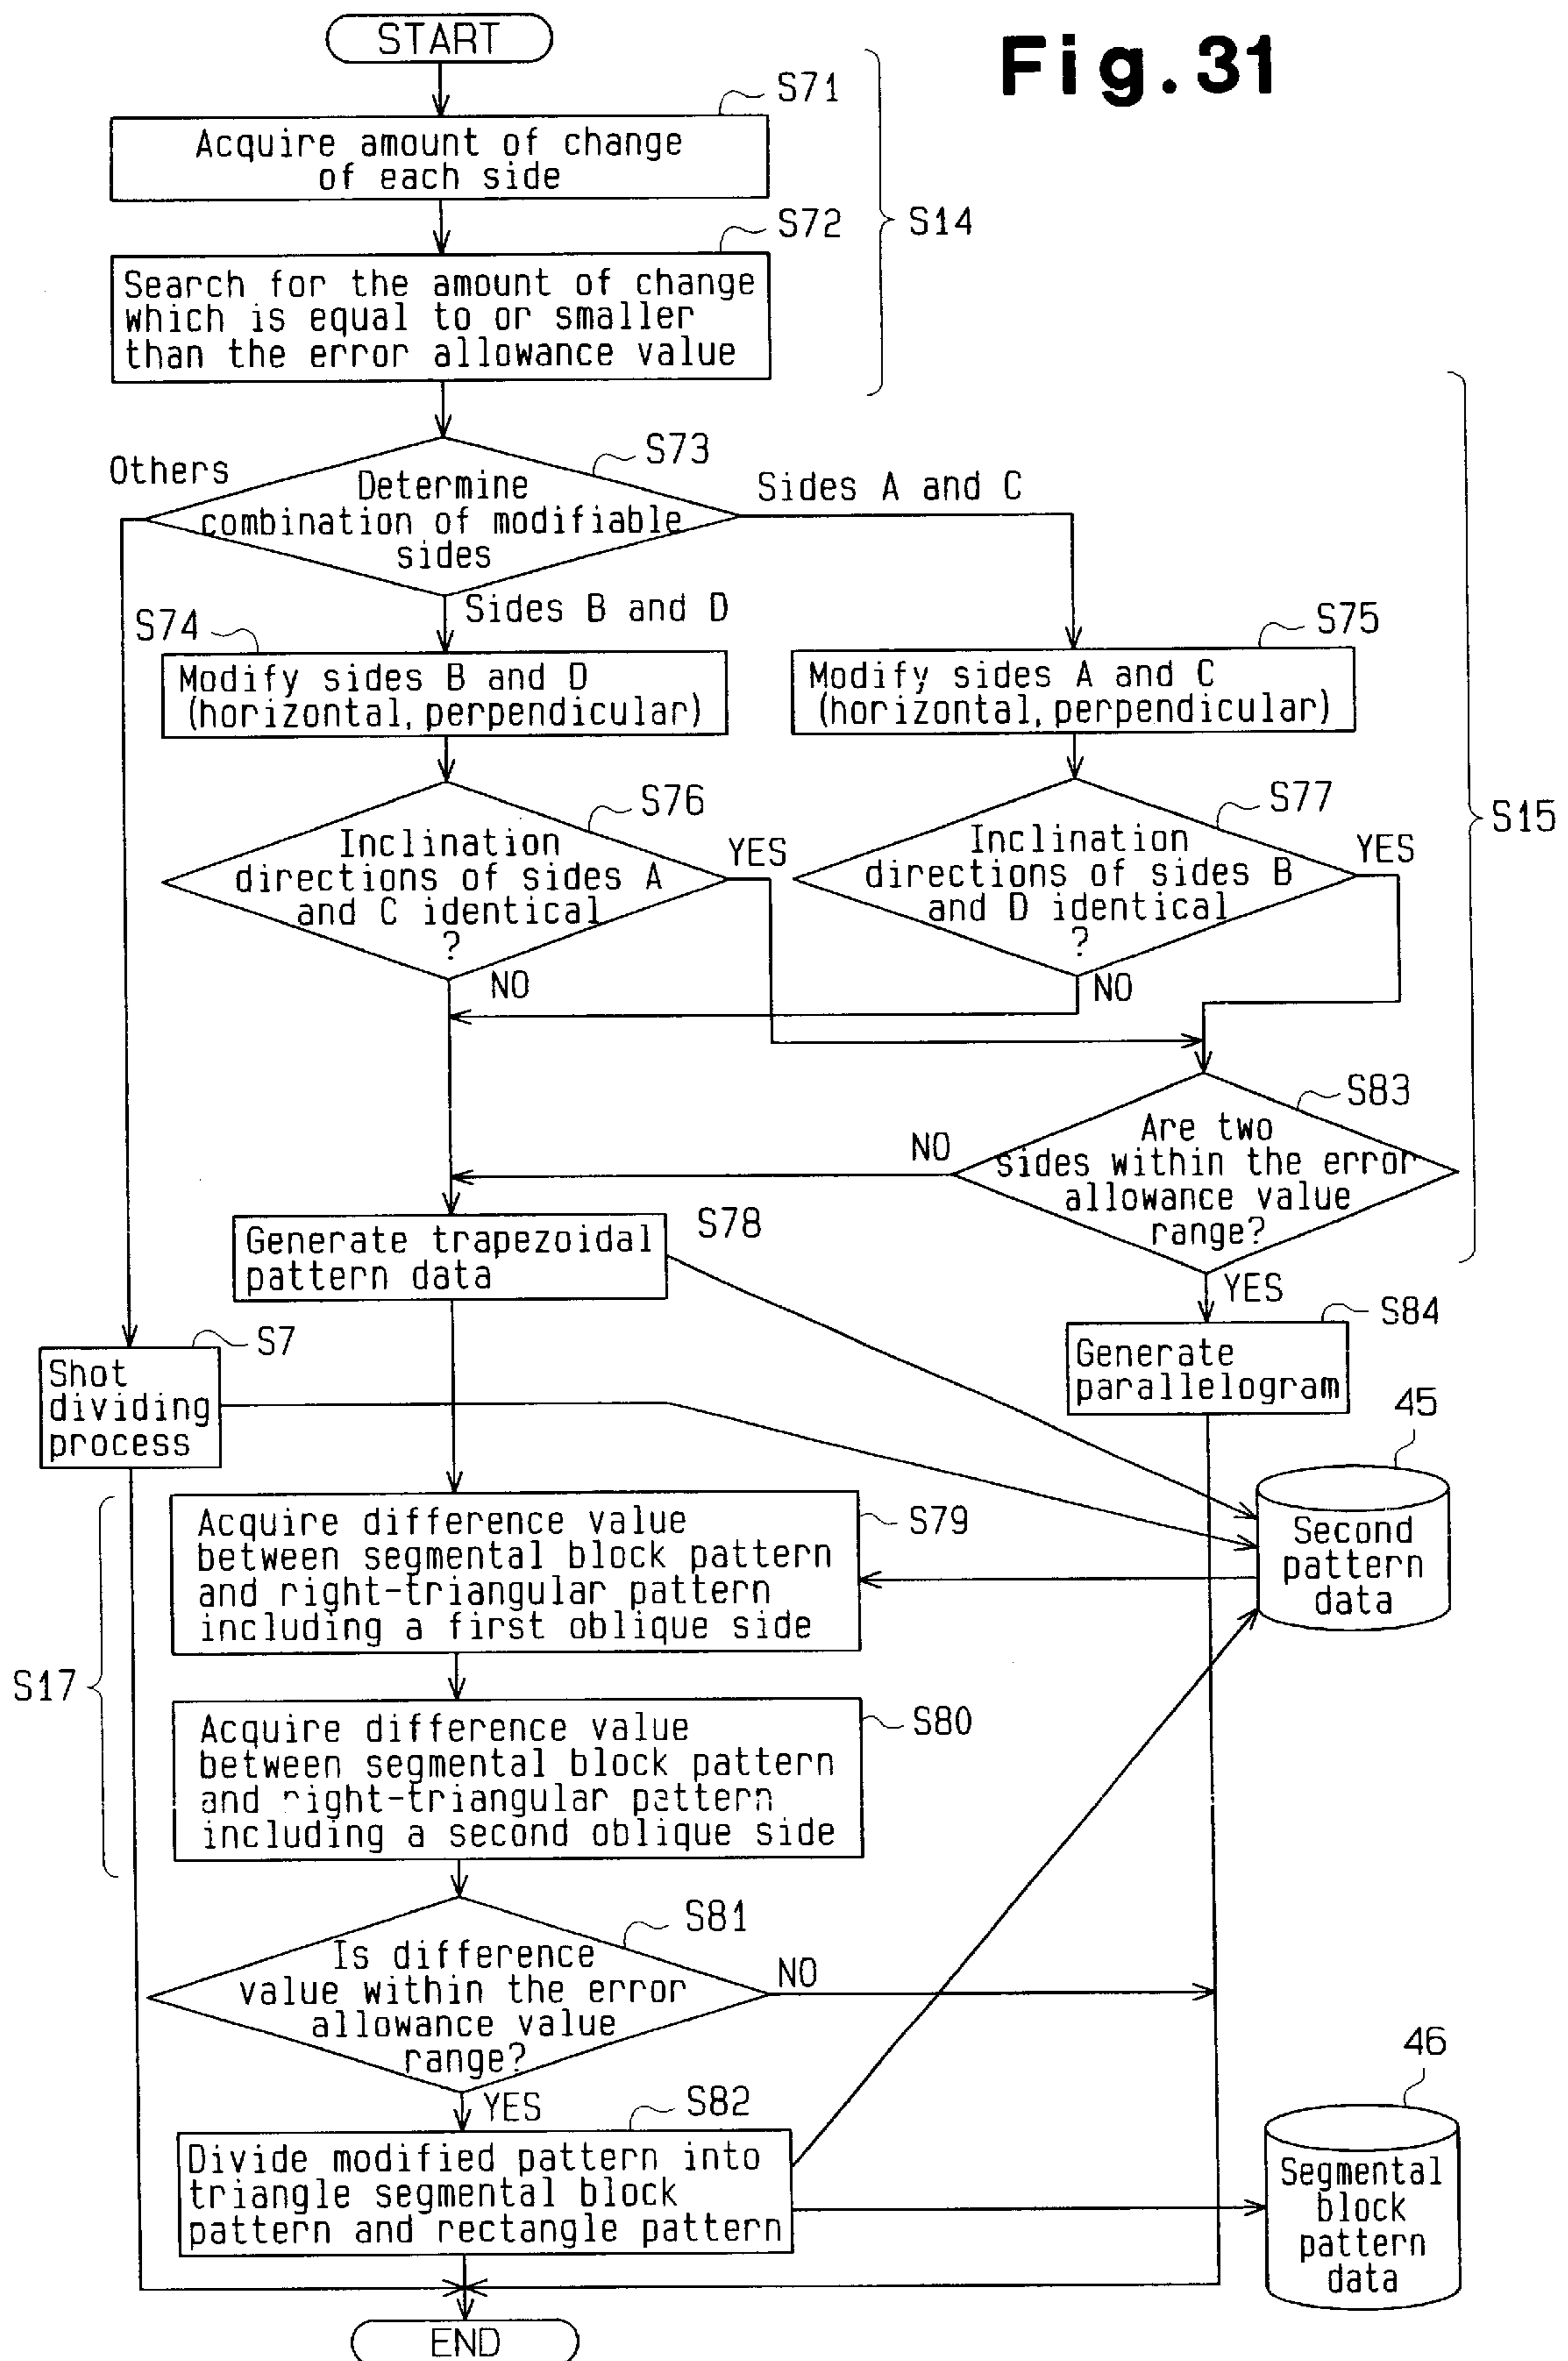 START
Fig.31
S71
Acquire amount of change
of each side
S72
S14
Search for the amount of change
which is equal to or smaller
than the error allowance value
S73
Others
Determine
combination of modifiable
sides
Sides A and C
Sides B and D
S74
Modify sides B and D
(horizontal,perpendicular)
S75
Modify sides A and C
(horizontal,perpendicular)
S76
Inclination
directions of sides A
and C identical
?
YES
NO
S77
Inclination
directions of sides B
and D identical
?
YES
NO
S15
S83
Are two
sides within the error
allowance value
range?
NO
YES
S78
Generate trapezoidal
pattern data
S84
Generate
parallelogram
S7
Shot
dividing
process
45
Second
pattern
data
S17
S79
Acquire difference value
between segmental block pattern
and right-triangular pattern
including a first oblique side
S80
Acquire difference value
between segmental block pattern
and right-triangular pattern
including a second oblique side
S81
Is difference
value within the error
allowance value
range?
NO
YES
S82
Divide modified pattern into
triangle segmental block
pattern and rectangle pattern
46
Segmental
block
pattern
data
END